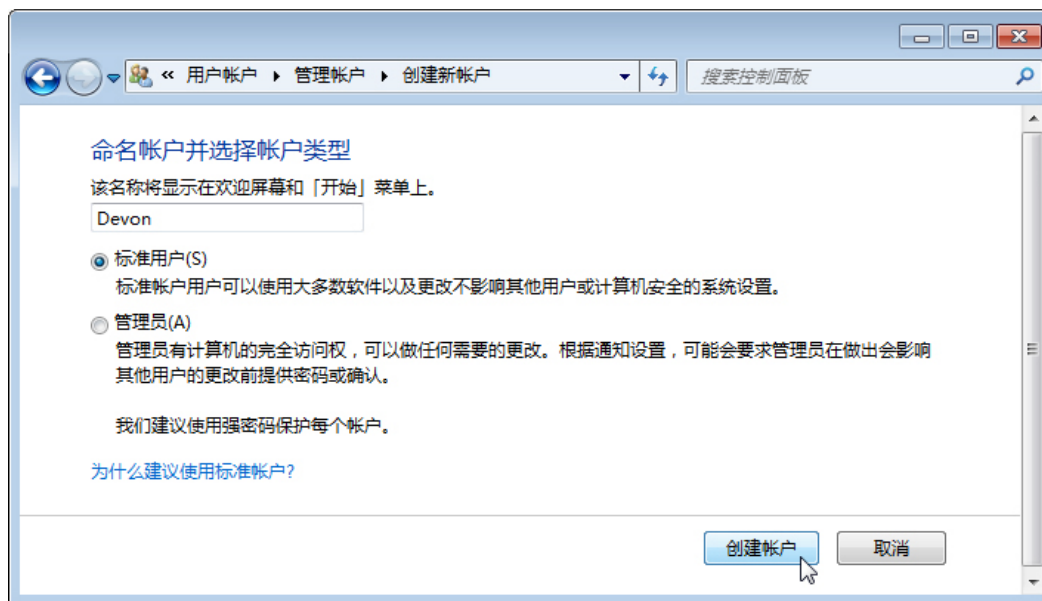 « 用户帐户 ▸ 管理帐户 ▸ 创建新帐户
搜索控制面板
命名帐户并选择帐户类型
该名称将显示在欢迎屏幕和「开始」菜单上。
Devon
标准用户(S)
标准帐户用户可以使用大多数软件以及更改不影响其他用户或计算机安全的系统设置。
管理员(A)
管理员有计算机的完全访问权，可以做任何需要的更改。根据通知设置，可能会要求管理员在做出会影响
其他用户的更改前提供密码或确认。
我们建议使用强密码保护每个帐户。
为什么建议使用标准帐户?
创建帐户
取消